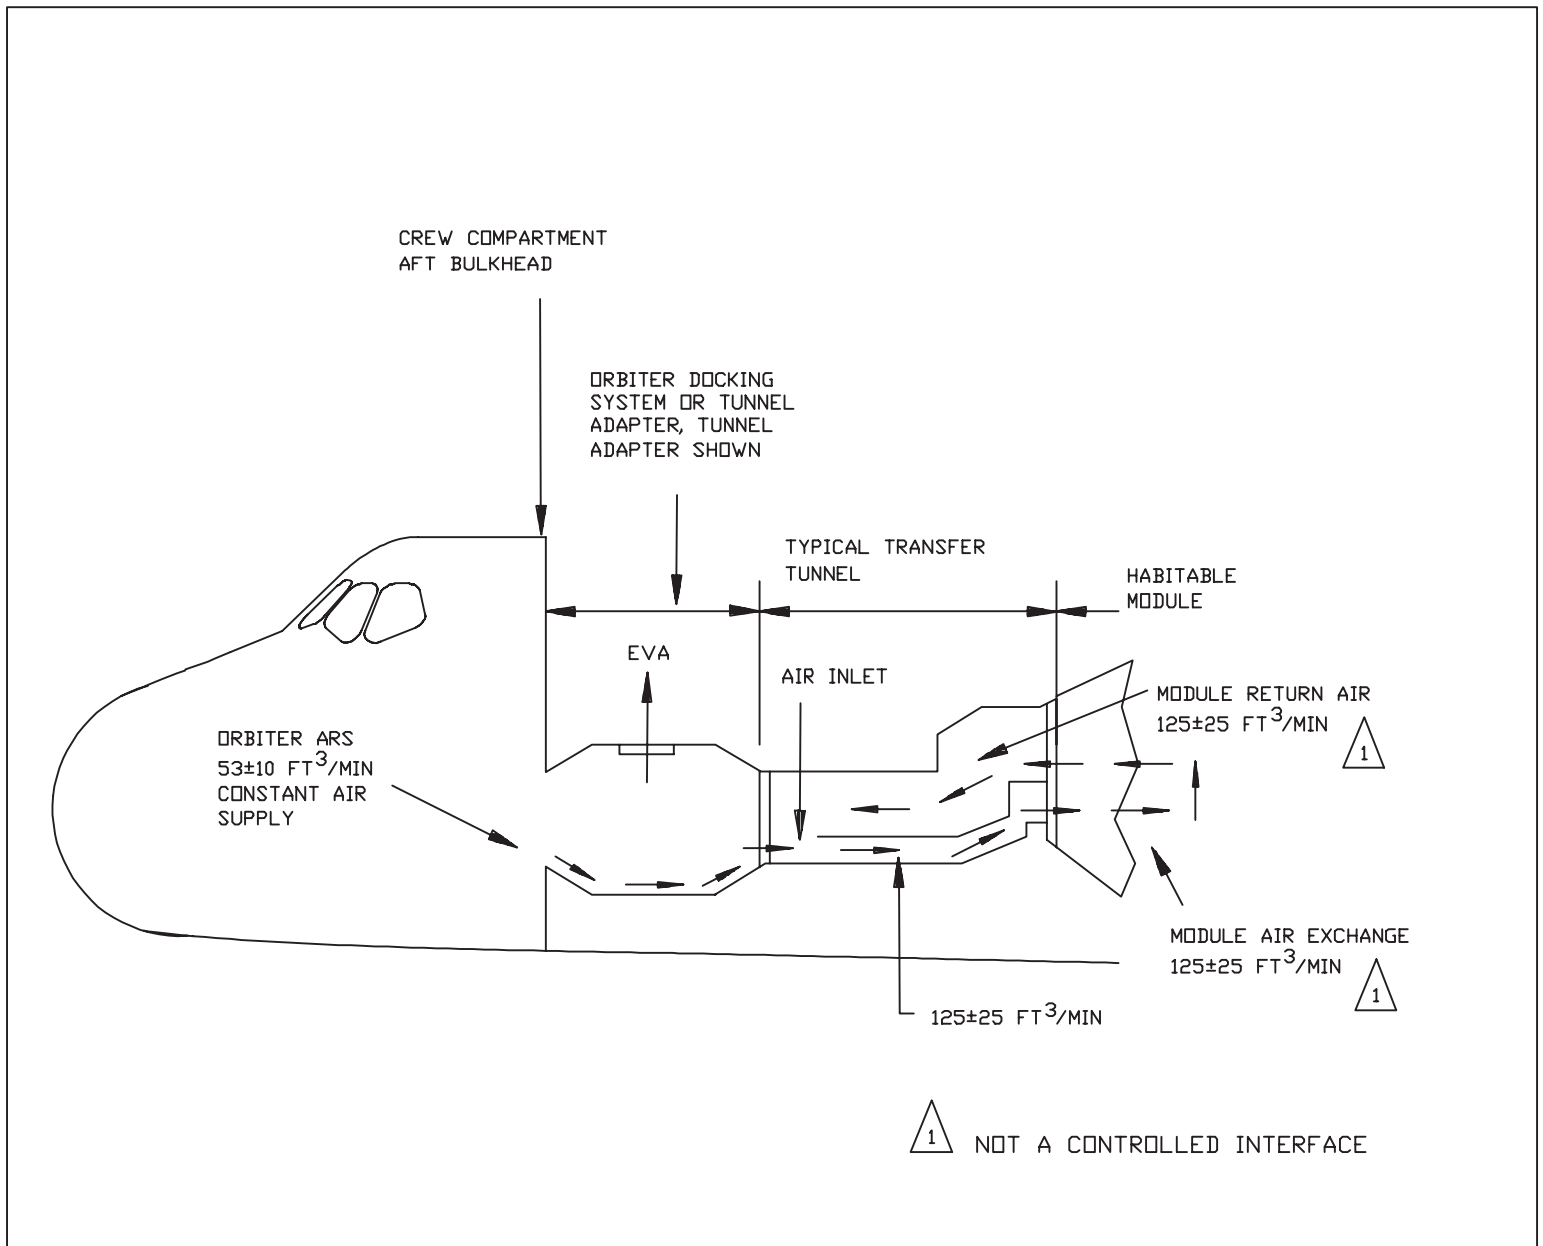 CREW COMPARTMENT
AFT BULKHEAD
ORBITER DOCKING
SYSTEM OR TUNNEL
ADAPTER, TUNNEL
ADAPTER SHOWN
TYPICAL TRANSFER
TUNNEL
HABITABLE
MODULE
EVA
AIR INLET
MODULE RETURN AIR
125±25 FT³/MIN
1
ORBITER ARS
53±10 FT³/MIN
CONSTANT AIR
SUPPLY
MODULE AIR EXCHANGE
125±25 FT³/MIN
1
125±25 FT³/MIN
1 NOT A CONTROLLED INTERFACE